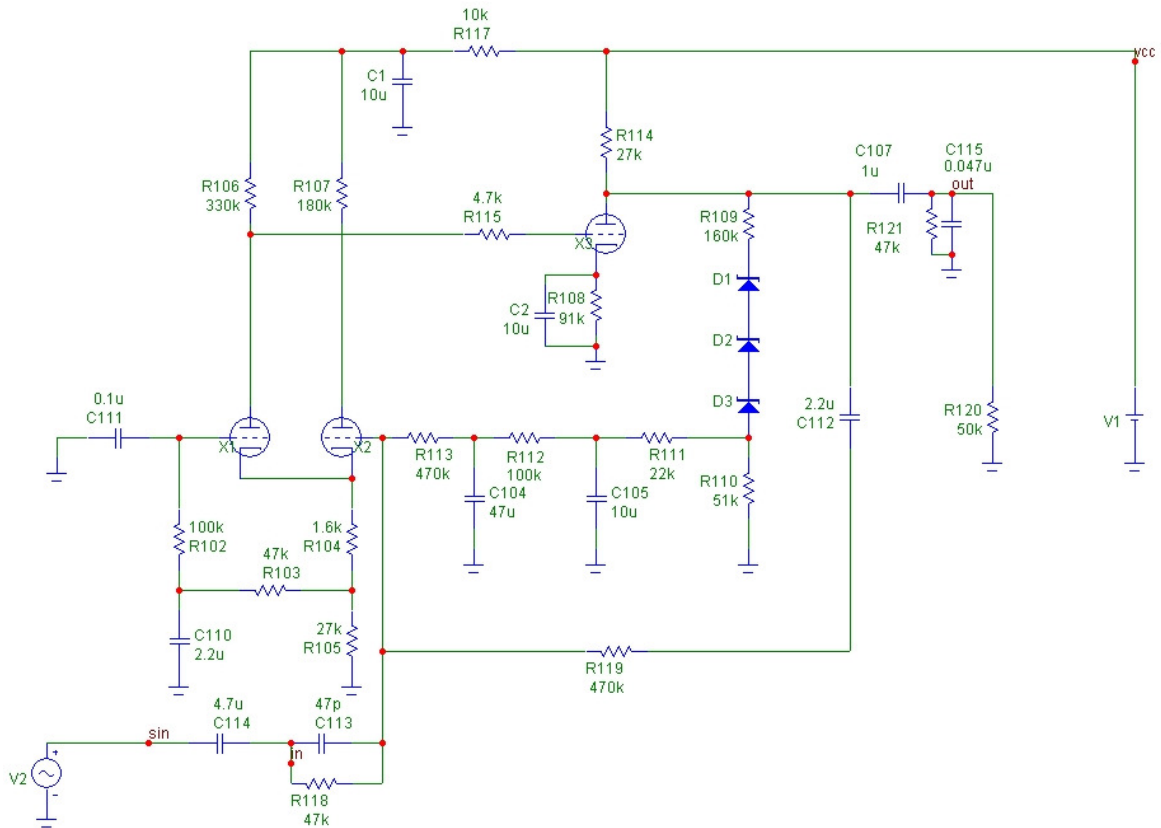 10k
R117
vcc
C1
10u
R114
27k
C107
1u
C115
0.047u
out
R106
330k
R107
180k
4.7k
R115
X3
R109
160k
R121
47k
D1
C2
10u
R108
91k
D2
D3
0.1u
C111
X1
X2
R113
470k
R112
100k
R111
22k
2.2u
C112
R120
50k
V1
C104
47u
C105
10u
R110
51k
100k
R102
1.6k
R104
47k
R103
C110
2.2u
27k
R105
R119
470k
sin
4.7u
C114
47p
C113
in
V2
+
-
R118
47k